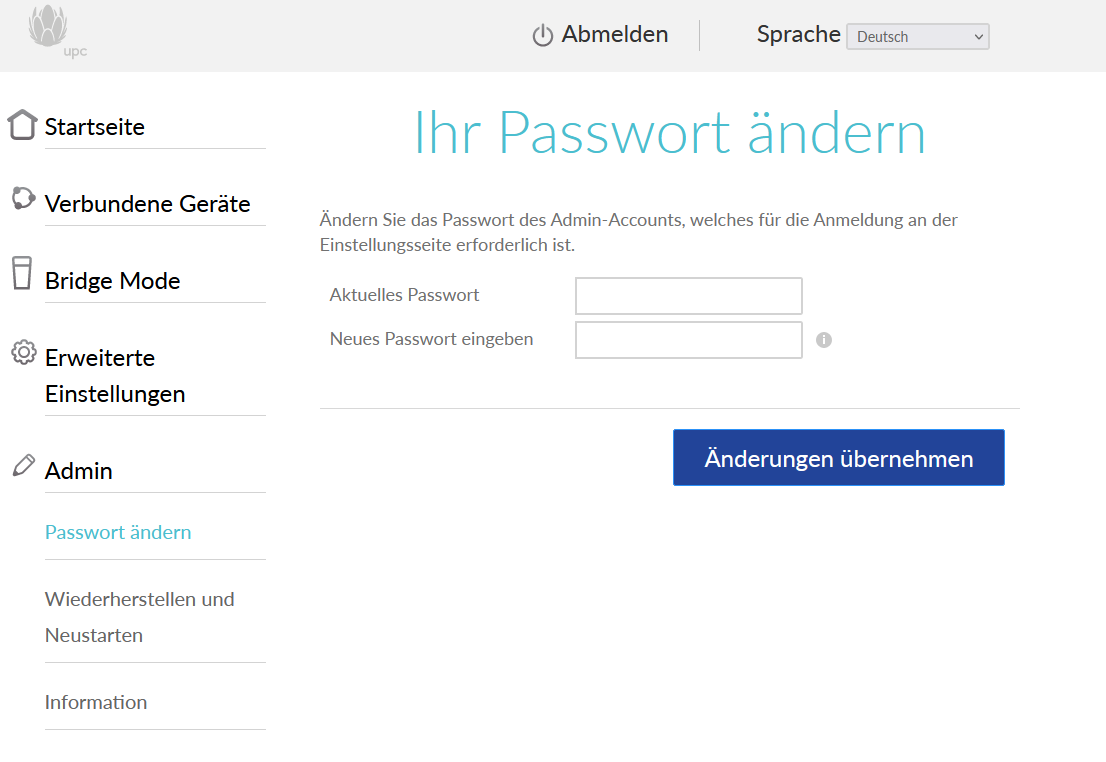 upc
Abmelden
Sprache Deutsch
Startseite
Verbundene Geräte
Bridge Mode
Erweiterte
Einstellungen
Admin
Passwort ändern
Wiederherstellen und
Neustarten
Information
Ihr Passwort ändern
Ändern Sie das Passwort des Admin-Accounts, welches für die Anmeldung an der
Einstellungsseite erforderlich ist.
Aktuelles Passwort
Neues Passwort eingeben
i
Änderungen übernehmen